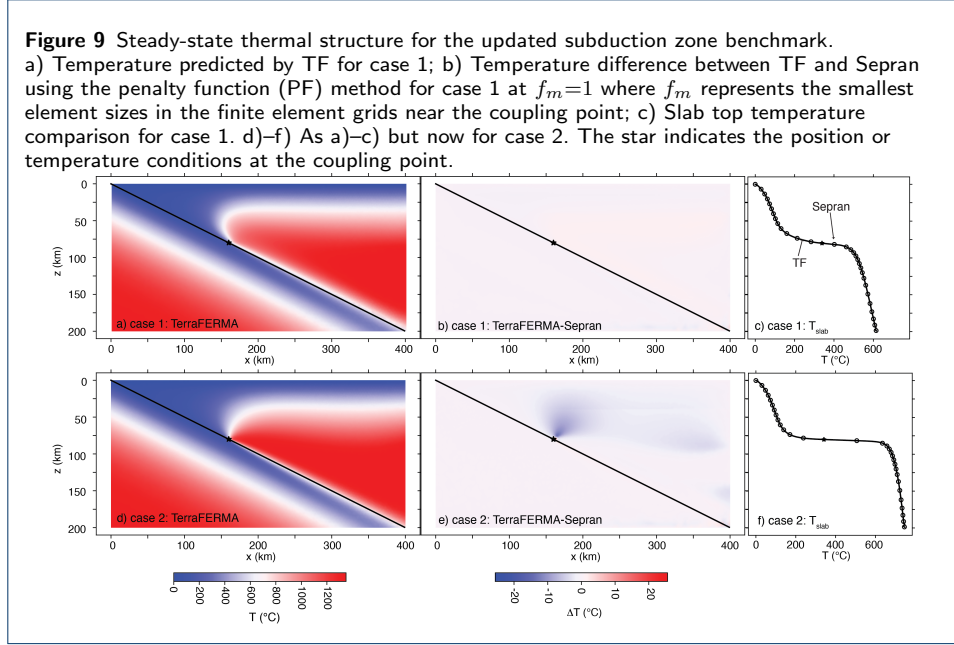 Figure 9 Steady-state thermal structure for the updated subduction zone benchmark.
a) Temperature predicted by TF for case 1; b) Temperature difference between TF and Sepran
using the penalty function (PF) method for case 1 at fm=1 where fm represents the smallest
element sizes in the finite element grids near the coupling point; c) Slab top temperature
comparison for case 1. d)–f) As a)–c) but now for case 2. The star indicates the position or
temperature conditions at the coupling point.
0
50
100
150
200
z (km)
a) case 1: TerraFERMA
0 100 200 300 400
x (km)
b) case 1: TerraFERMA-Sepran
0 100 200 300 400
x (km)
Sepran
TF
c) case 1: Tslab
0 200 400 600
T (°C)
0
50
100
150
200
z (km)
d) case 2: TerraFERMA
0 100 200 300 400
x (km)
e) case 2: TerraFERMA-Sepran
0 100 200 300 400
x (km)
f) case 2: Tslab
0 200 400 600
T (°C)
0 200 400 600 800 1000 1200
T (°C)
-20 -10 0 10 20
ΔT (°C)